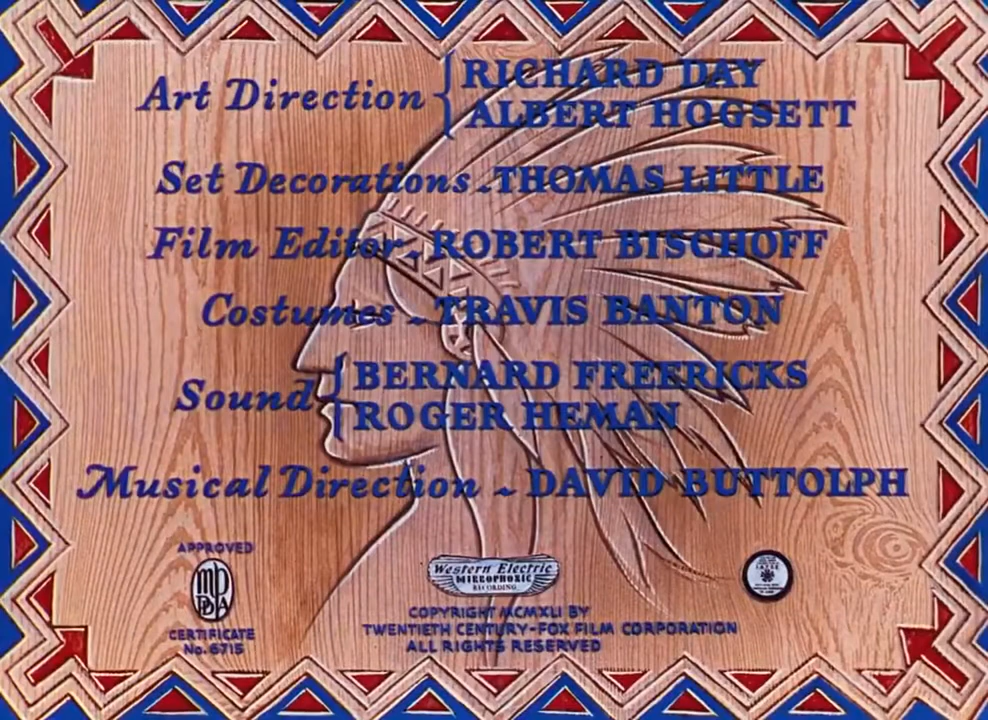 Art Direction { RICHARD DAY
ALBERT HOGSETT
Set Decorations - THOMAS LITTLE
Film Editor - ROBERT BISCHOFF
Costumes - TRAVIS BANTON
Sound { BERNARD FREERICKS
ROGER HEMAN
Musical Direction - DAVID BUTTOLPH
APPROVED
MPPDA
CERTIFICATE
No. 6715
Western Electric
MIRROPHONIC
RECORDING
IATSE
COPYRIGHT MCMXLI BY
TWENTIETH CENTURY-FOX FILM CORPORATION
ALL RIGHTS RESERVED